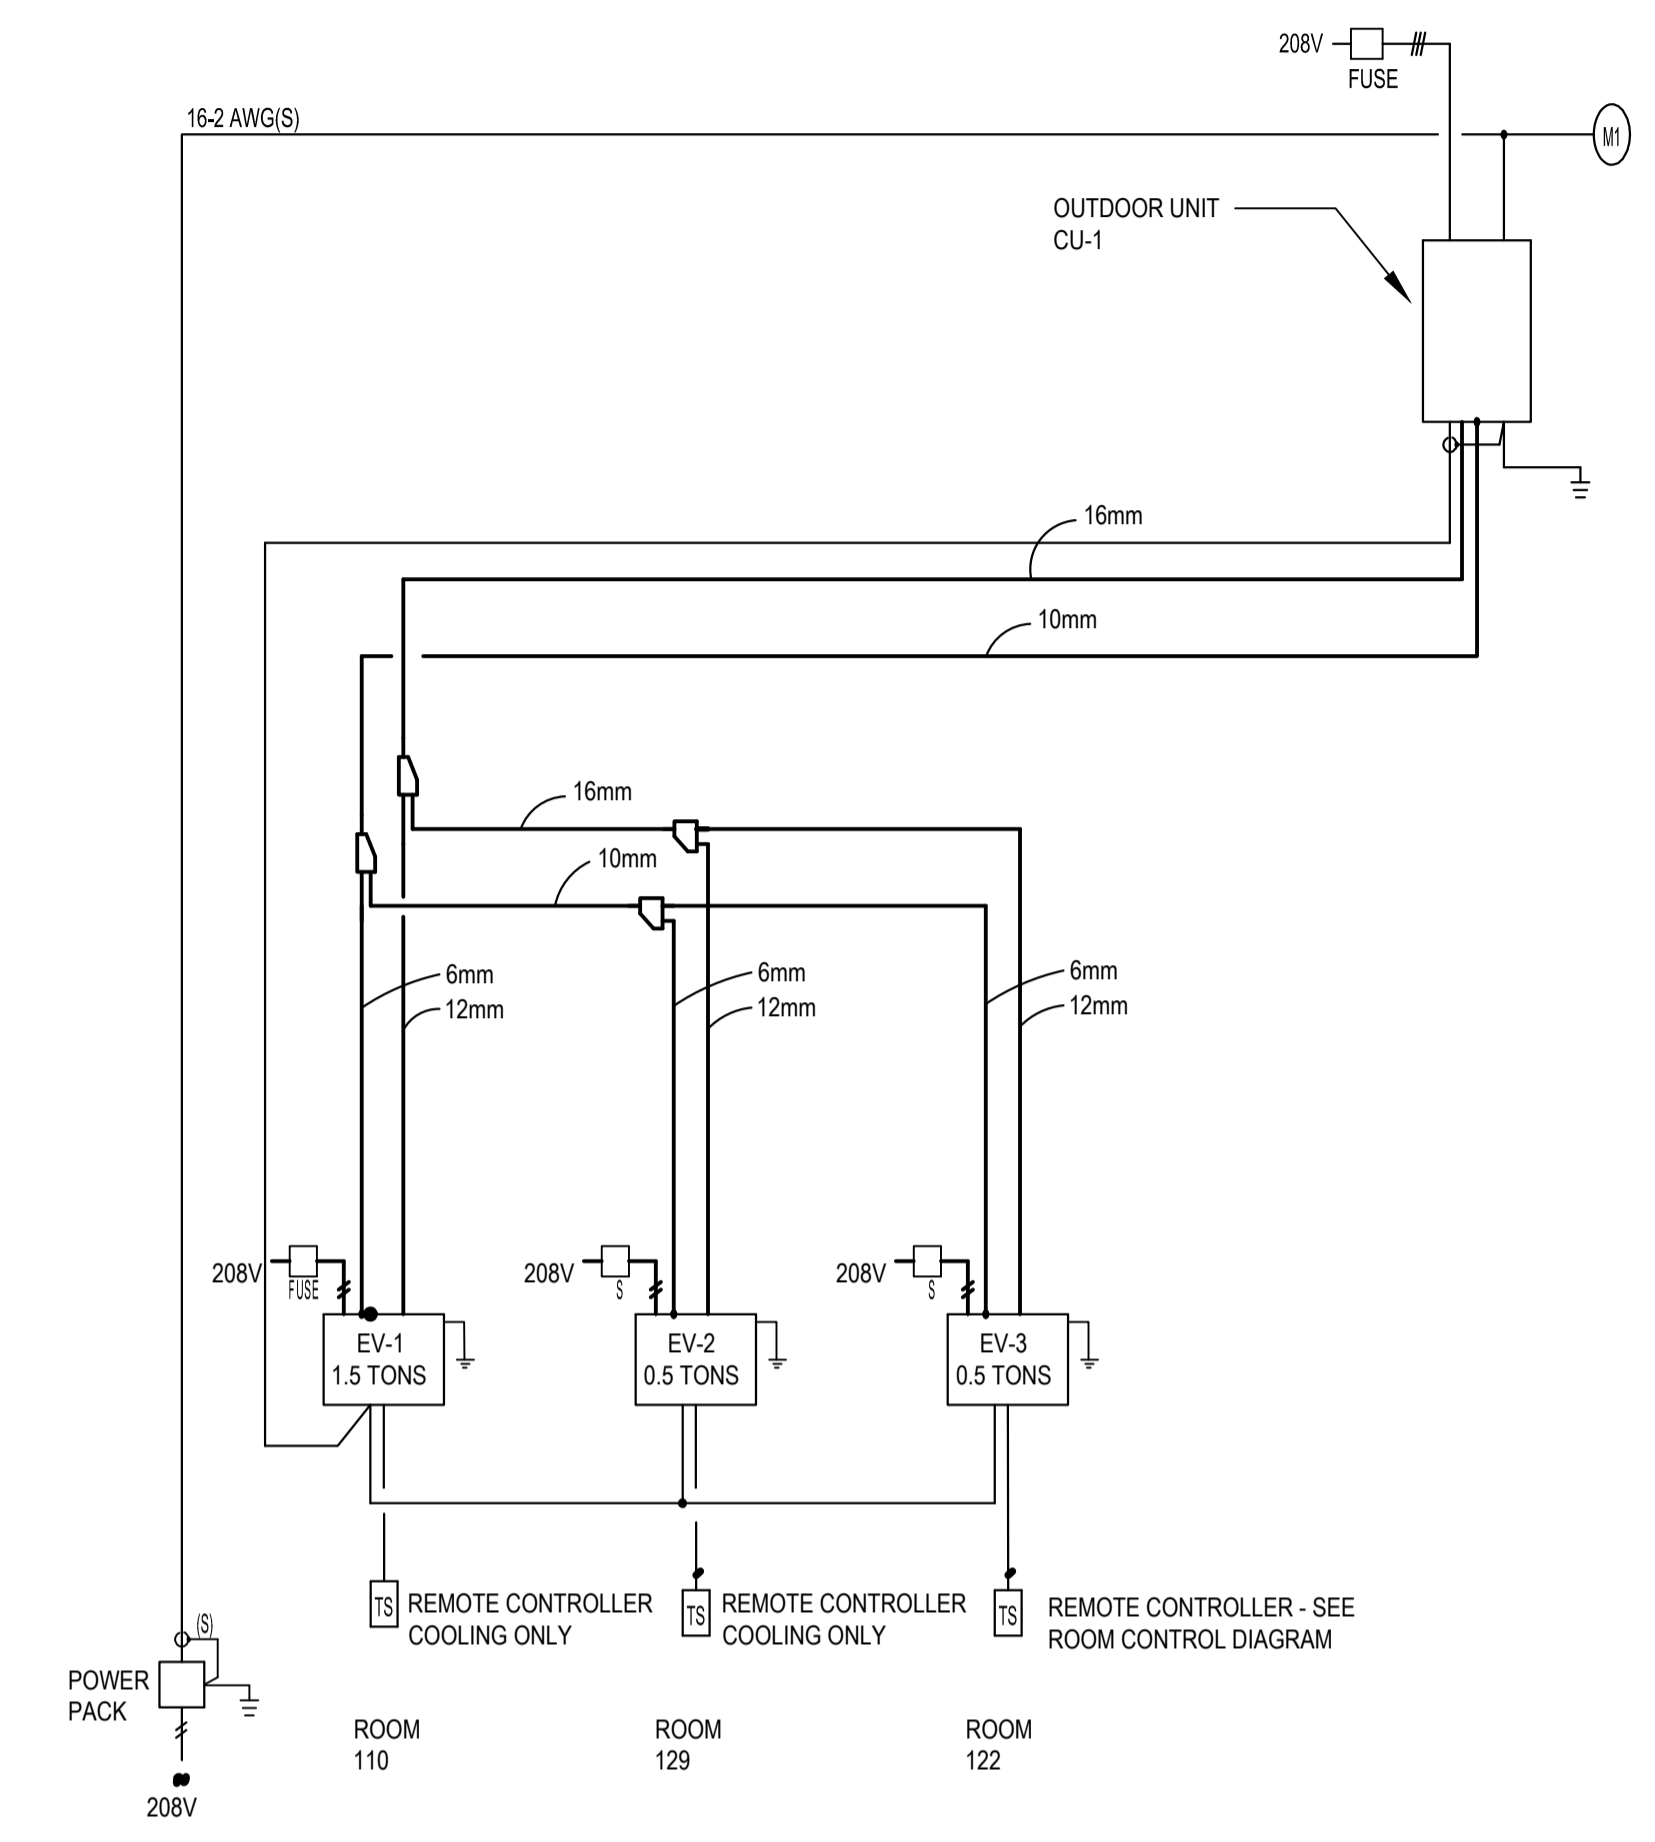 208V
FUSE
16-2 AWG(S)
M1
OUTDOOR UNIT
CU-1
16mm
10mm
16mm
10mm
6mm
12mm
6mm
12mm
6mm
12mm
208V
FUSE
208V
S
208V
S
EV-1
1.5 TONS
EV-2
0.5 TONS
EV-3
0.5 TONS
TS
REMOTE CONTROLLER
COOLING ONLY
TS
REMOTE CONTROLLER
COOLING ONLY
TS
REMOTE CONTROLLER - SEE
ROOM CONTROL DIAGRAM
(S)
POWER
PACK
208V
ROOM
110
ROOM
129
ROOM
122